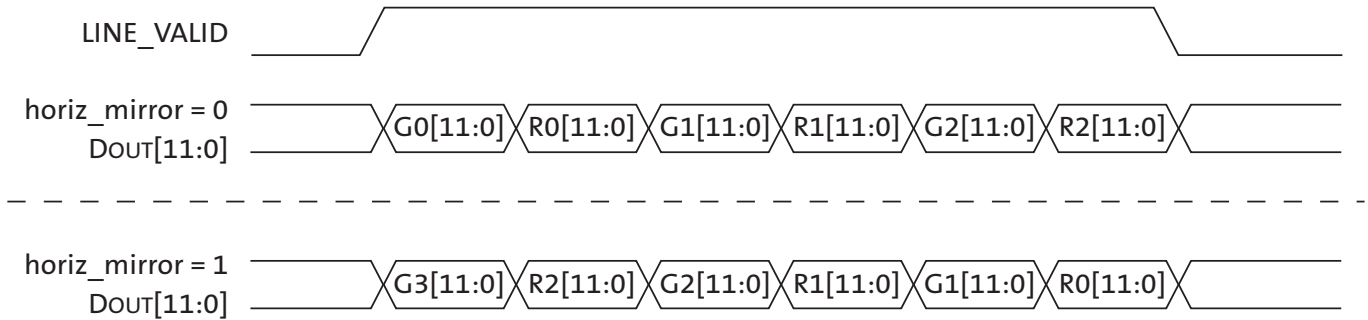 LINE_VALID
horiz_mirror = 0
DOUT[11:0]
G0[11:0] R0[11:0] G1[11:0] R1[11:0] G2[11:0] R2[11:0]
horiz_mirror = 1
DOUT[11:0]
G3[11:0] R2[11:0] G2[11:0] R1[11:0] G1[11:0] R0[11:0]